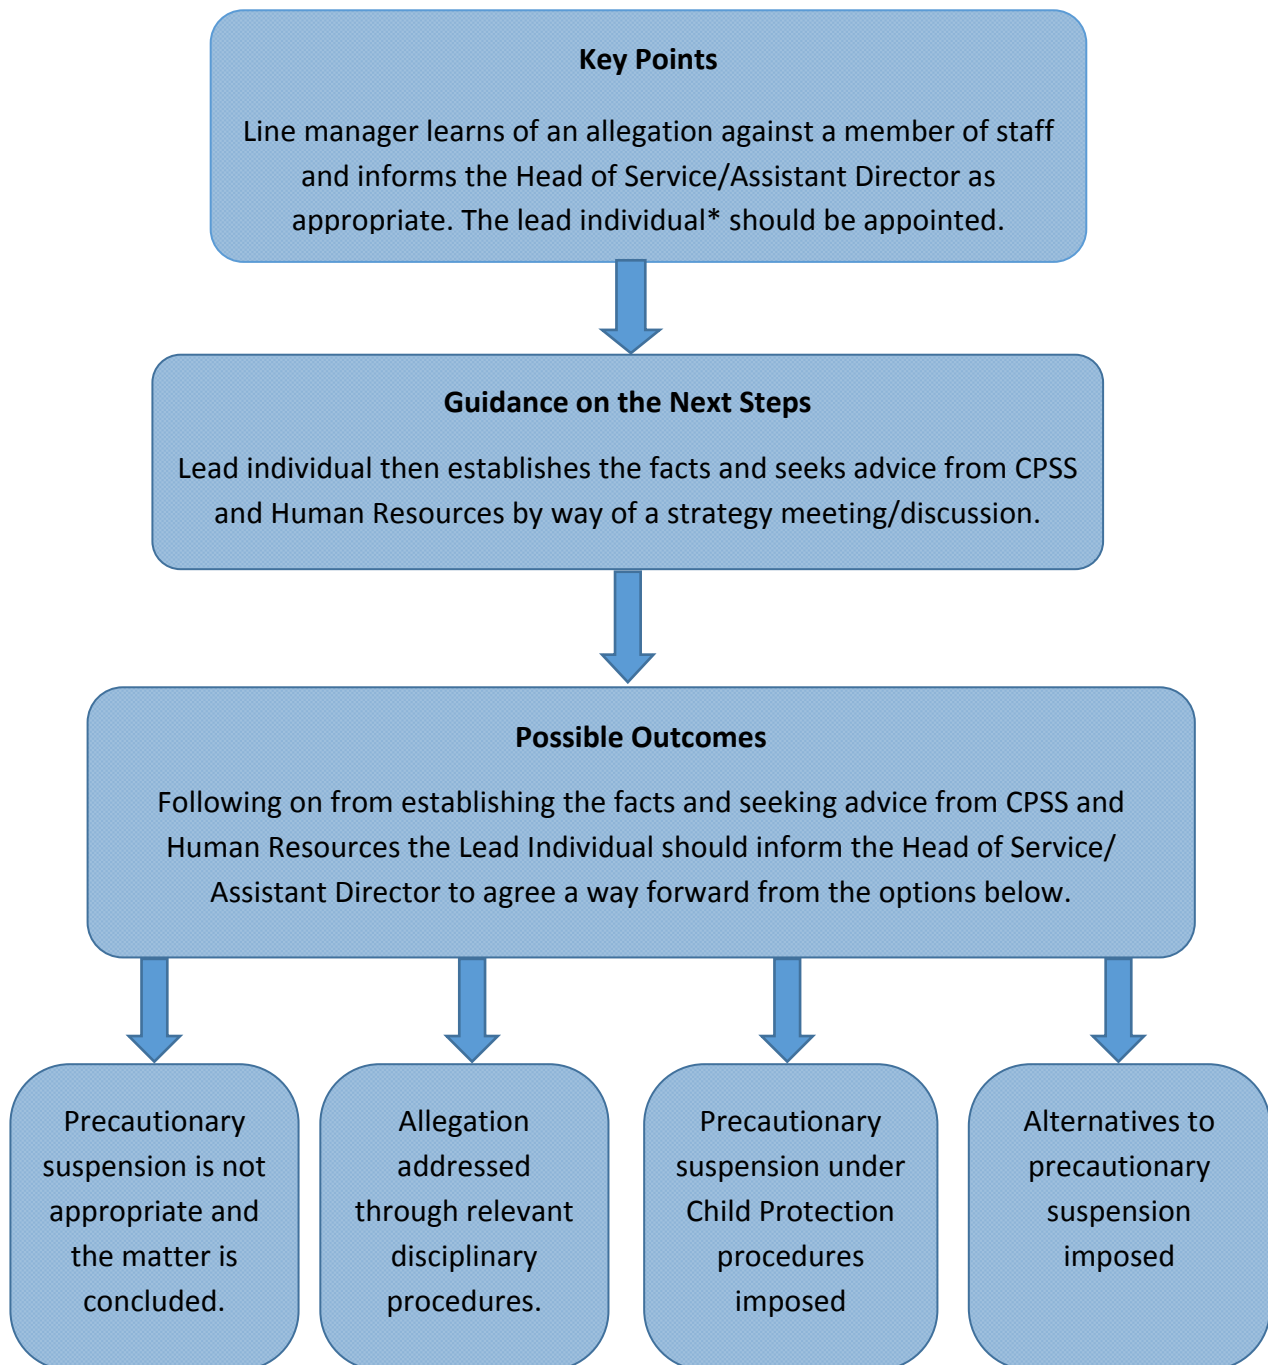 Key Points
Line manager learns of an allegation against a member of staff
and informs the Head of Service/Assistant Director as
appropriate. The lead individual* should be appointed.
Guidance on the Next Steps
Lead individual then establishes the facts and seeks advice from CPSS
and Human Resources by way of a strategy meeting/discussion.
Possible Outcomes
Following on from establishing the facts and seeking advice from CPSS and
Human Resources the Lead Individual should inform the Head of Service/
Assistant Director to agree a way forward from the options below.
Precautionary
suspension is not
appropriate and
the matter is
concluded.
Allegation
addressed
through relevant
disciplinary
procedures.
Precautionary
suspension under
Child Protection
procedures
imposed
Alternatives to
precautionary
suspension
imposed